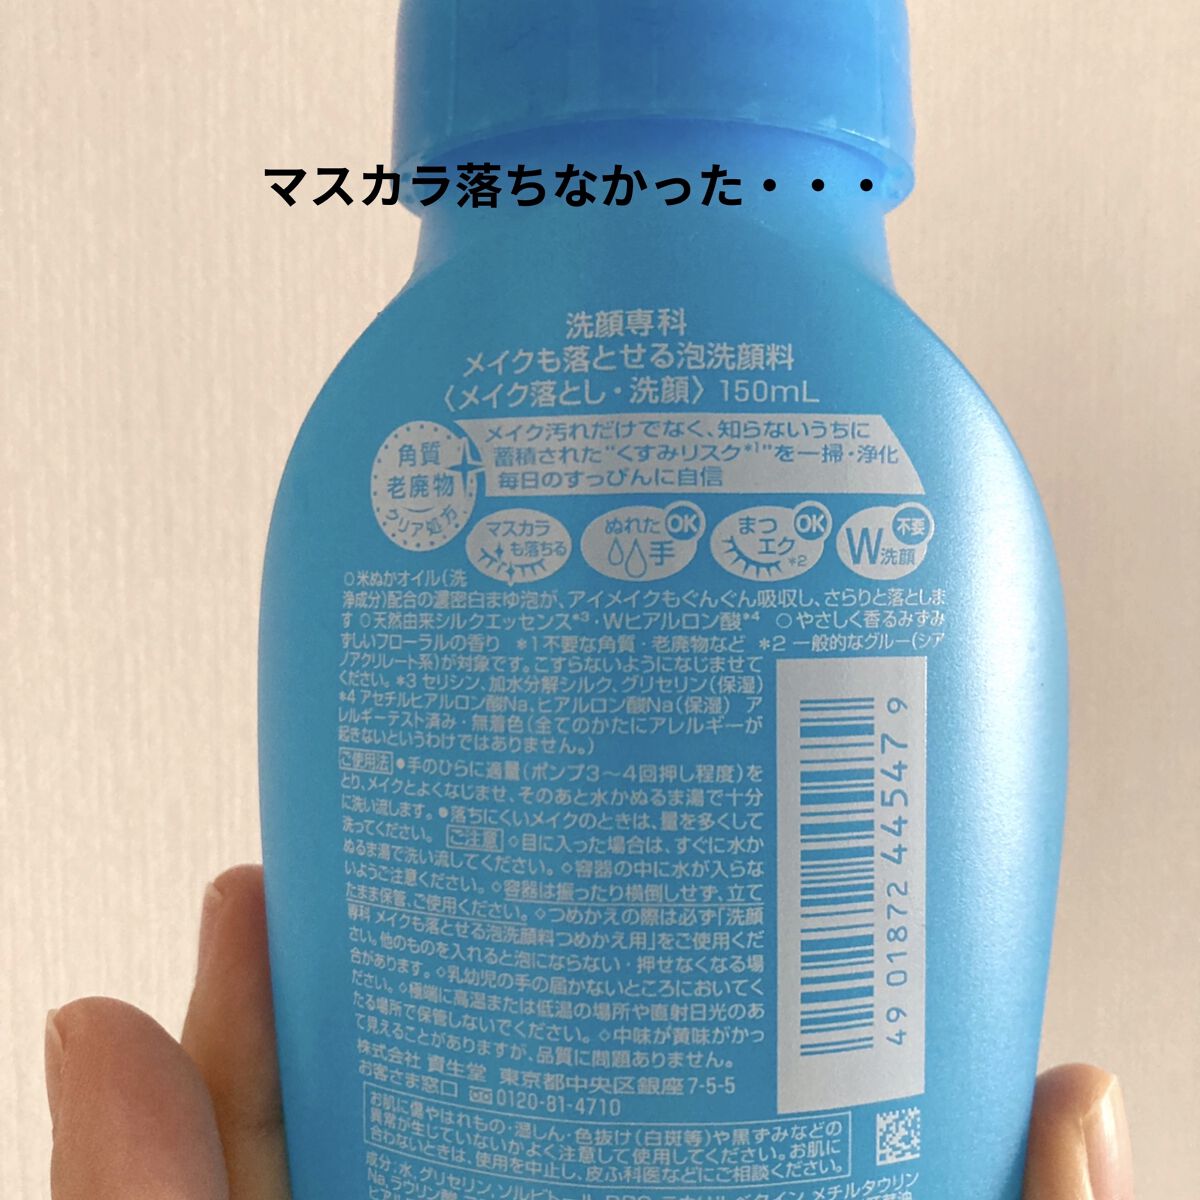 マスカラ落ちなかった・・・
洗顔専科
メイクも落とせる泡洗顔料
〈メイク落とし・洗顔〉150mL
角質
老廃物
クリア処方
メイク汚れだけでなく、知らないうちに
蓄積された"くすみリスク*1"を一掃・浄化
毎日のすっぴんに自信
マスカラ
も落ちる
ぬれた
手
OK
まつ
エク
*2
OK
W
洗顔
不要
○米ぬかオイル(洗
浄成分)配合の濃密白まゆ泡が、アイメイクもぐんぐん吸収し、さらりと落としま
す ○天然由来シルクエッセンス*3・Wヒアルロン酸*4 ○やさしく香るみずみ
ずしいフローラルの香り *1 不要な角質・老廃物など *2 一般的なグルー(シア
ノアクリレート系)が対象です。こすらないようになじませて
ください。*3 セリシン、加水分解シルク、グリセリン(保湿)
*4 アセチルヒアルロン酸Na、ヒアルロン酸Na(保湿) ア
レルギーテスト済み・無着色(全てのかたにアレルギーが
起きないというわけではありません。)
ご使用法 ●手のひらに適量(ポンプ3〜4回押し程度)を
とり、メイクとよくなじませ、そのあと水かぬるま湯で十分
に洗い流します。●落ちにくいメイクのときは、量を多くして
洗ってください。 ご注意 ◇目に入った場合は、すぐに水か
ぬるま湯で洗い流してください。◇容器の中に水が入らな
いようご注意ください。◇容器は振ったり横倒しせず、立て
たまま保管、ご使用ください。◇つめかえの際は必ず「洗顔
専科 メイクも落とせる泡洗顔料つめかえ用」をご使用くだ
さい。他のものを入れると泡にならない・押せなくなる場
合があります。◇乳幼児の手の届かないところにおいてく
ださい。◇極端に高温または低温の場所や直射日光のあ
たる場所で保管しないでください。◇中味が黄味がかっ
て見えることがありますが、品質に問題ありません。
株式会社 資生堂 東京都中央区銀座7-5-5
お客さま窓口 0120-81-4710
お肌に傷やはれもの・湿しん・色抜け(白斑等)や黒ずみなどの
異常が生じていないかよく注意して使用してください。お肌に
合わないときは、使用を中止し、皮ふ科医などにご相談ください。
成分:水、グリセリン、ソルビトール、
メチルタウリン
Na、ラウリン酸
49 01872 44547 9